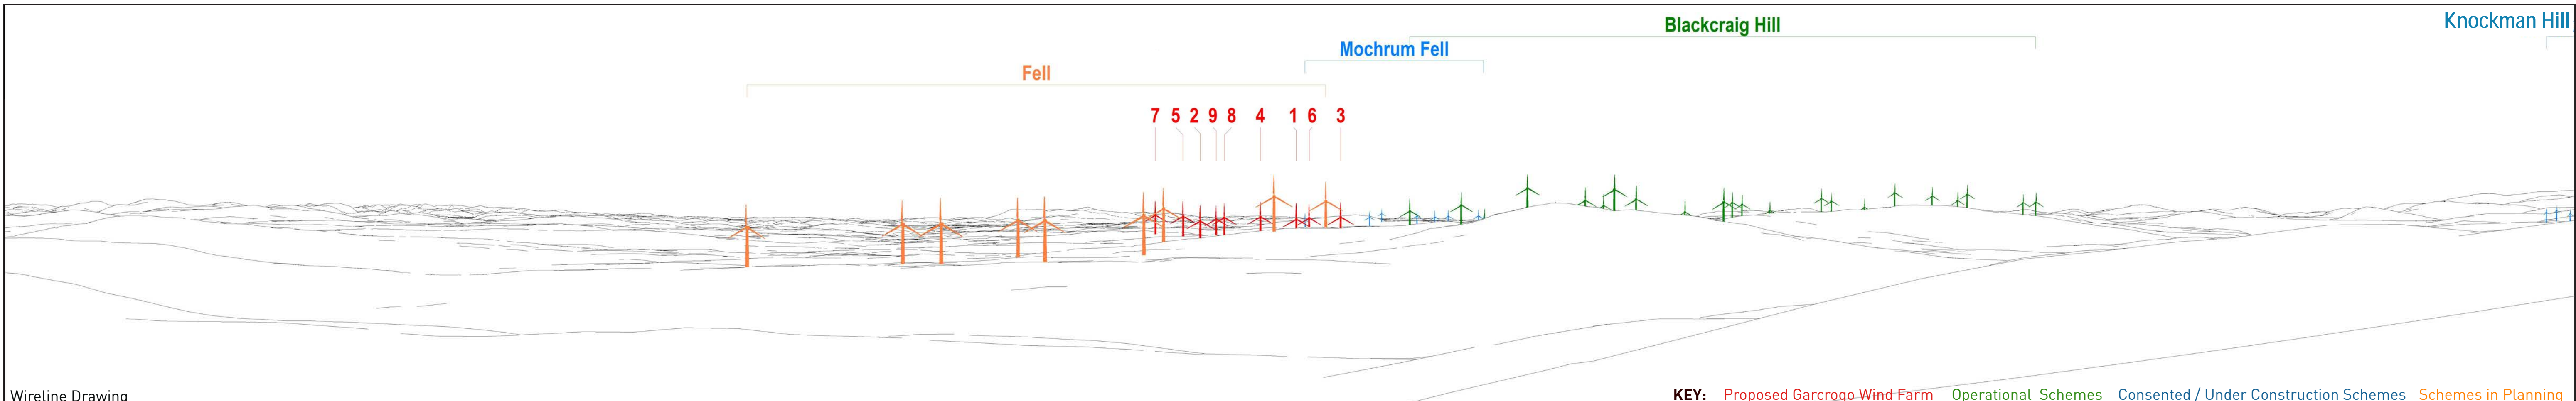 Knockman Hill
Blackcraig Hill
Mochrum Fell
Fell
7 5 2 9 8 4 1 6 3
Wireline Drawing
KEY: Proposed Garcrogo Wind Farm Operational Schemes Consented / Under Construction Schemes Schemes in Planning